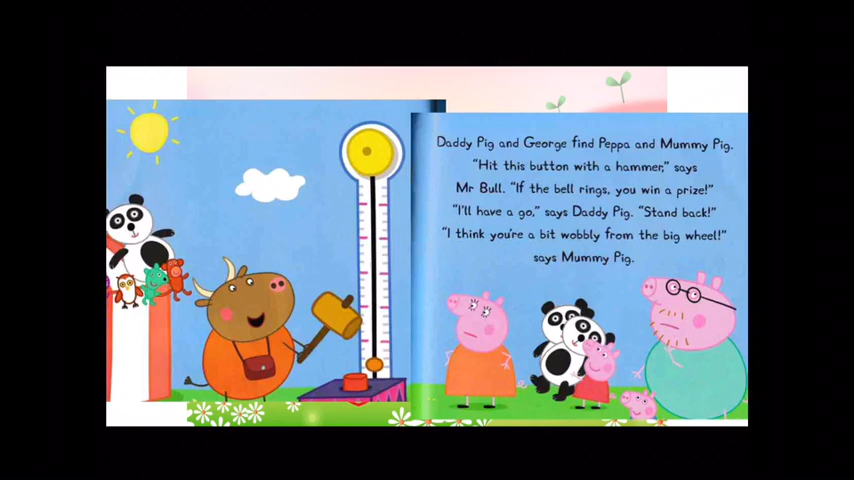 Daddy Pig and George find Peppa and Mummy Pig.
"Hit this button with a hammer," says
Mr Bull. "If the bell rings, you win a prize!"
"I'll have a go," says Daddy Pig. "Stand back!"
"I think you're a bit wobbly from the big wheel!"
says Mummy Pig.